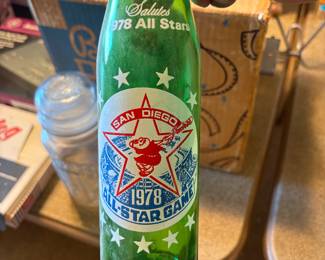 Salutes
1978 All Stars
SAN DIEGO
1978
ALL-STAR GAME